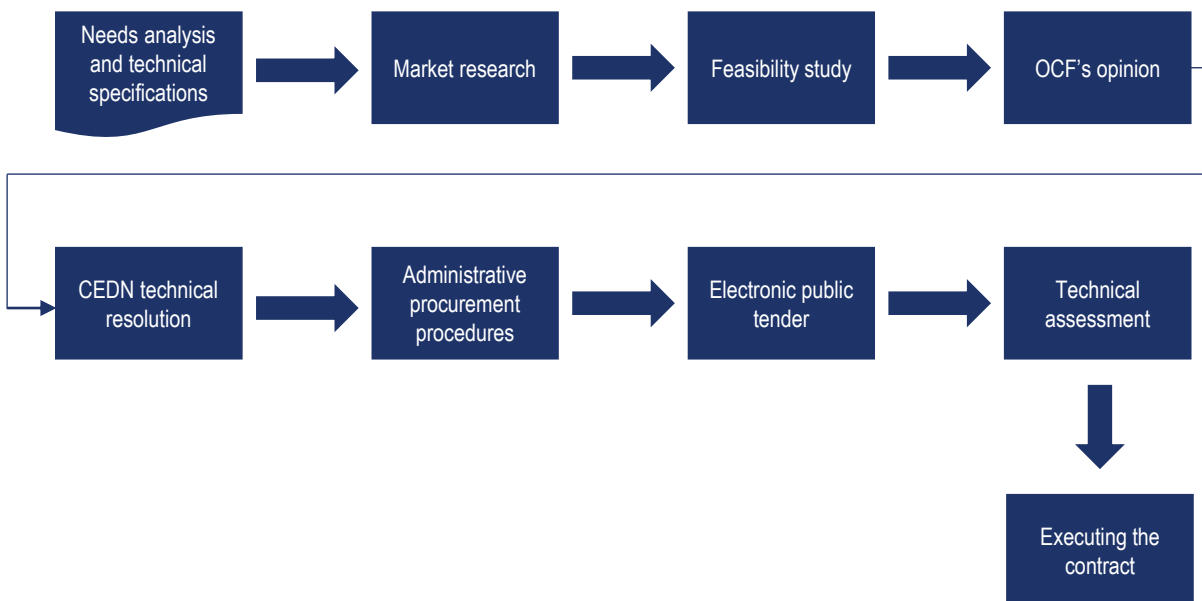 Needs analysis
and technical
specifications
Market research
Feasibility study
OCF's opinion
CEDN technical
resolution
Administrative
procurement
procedures
Electronic public
tender
Technical
assessment
Executing the
contract